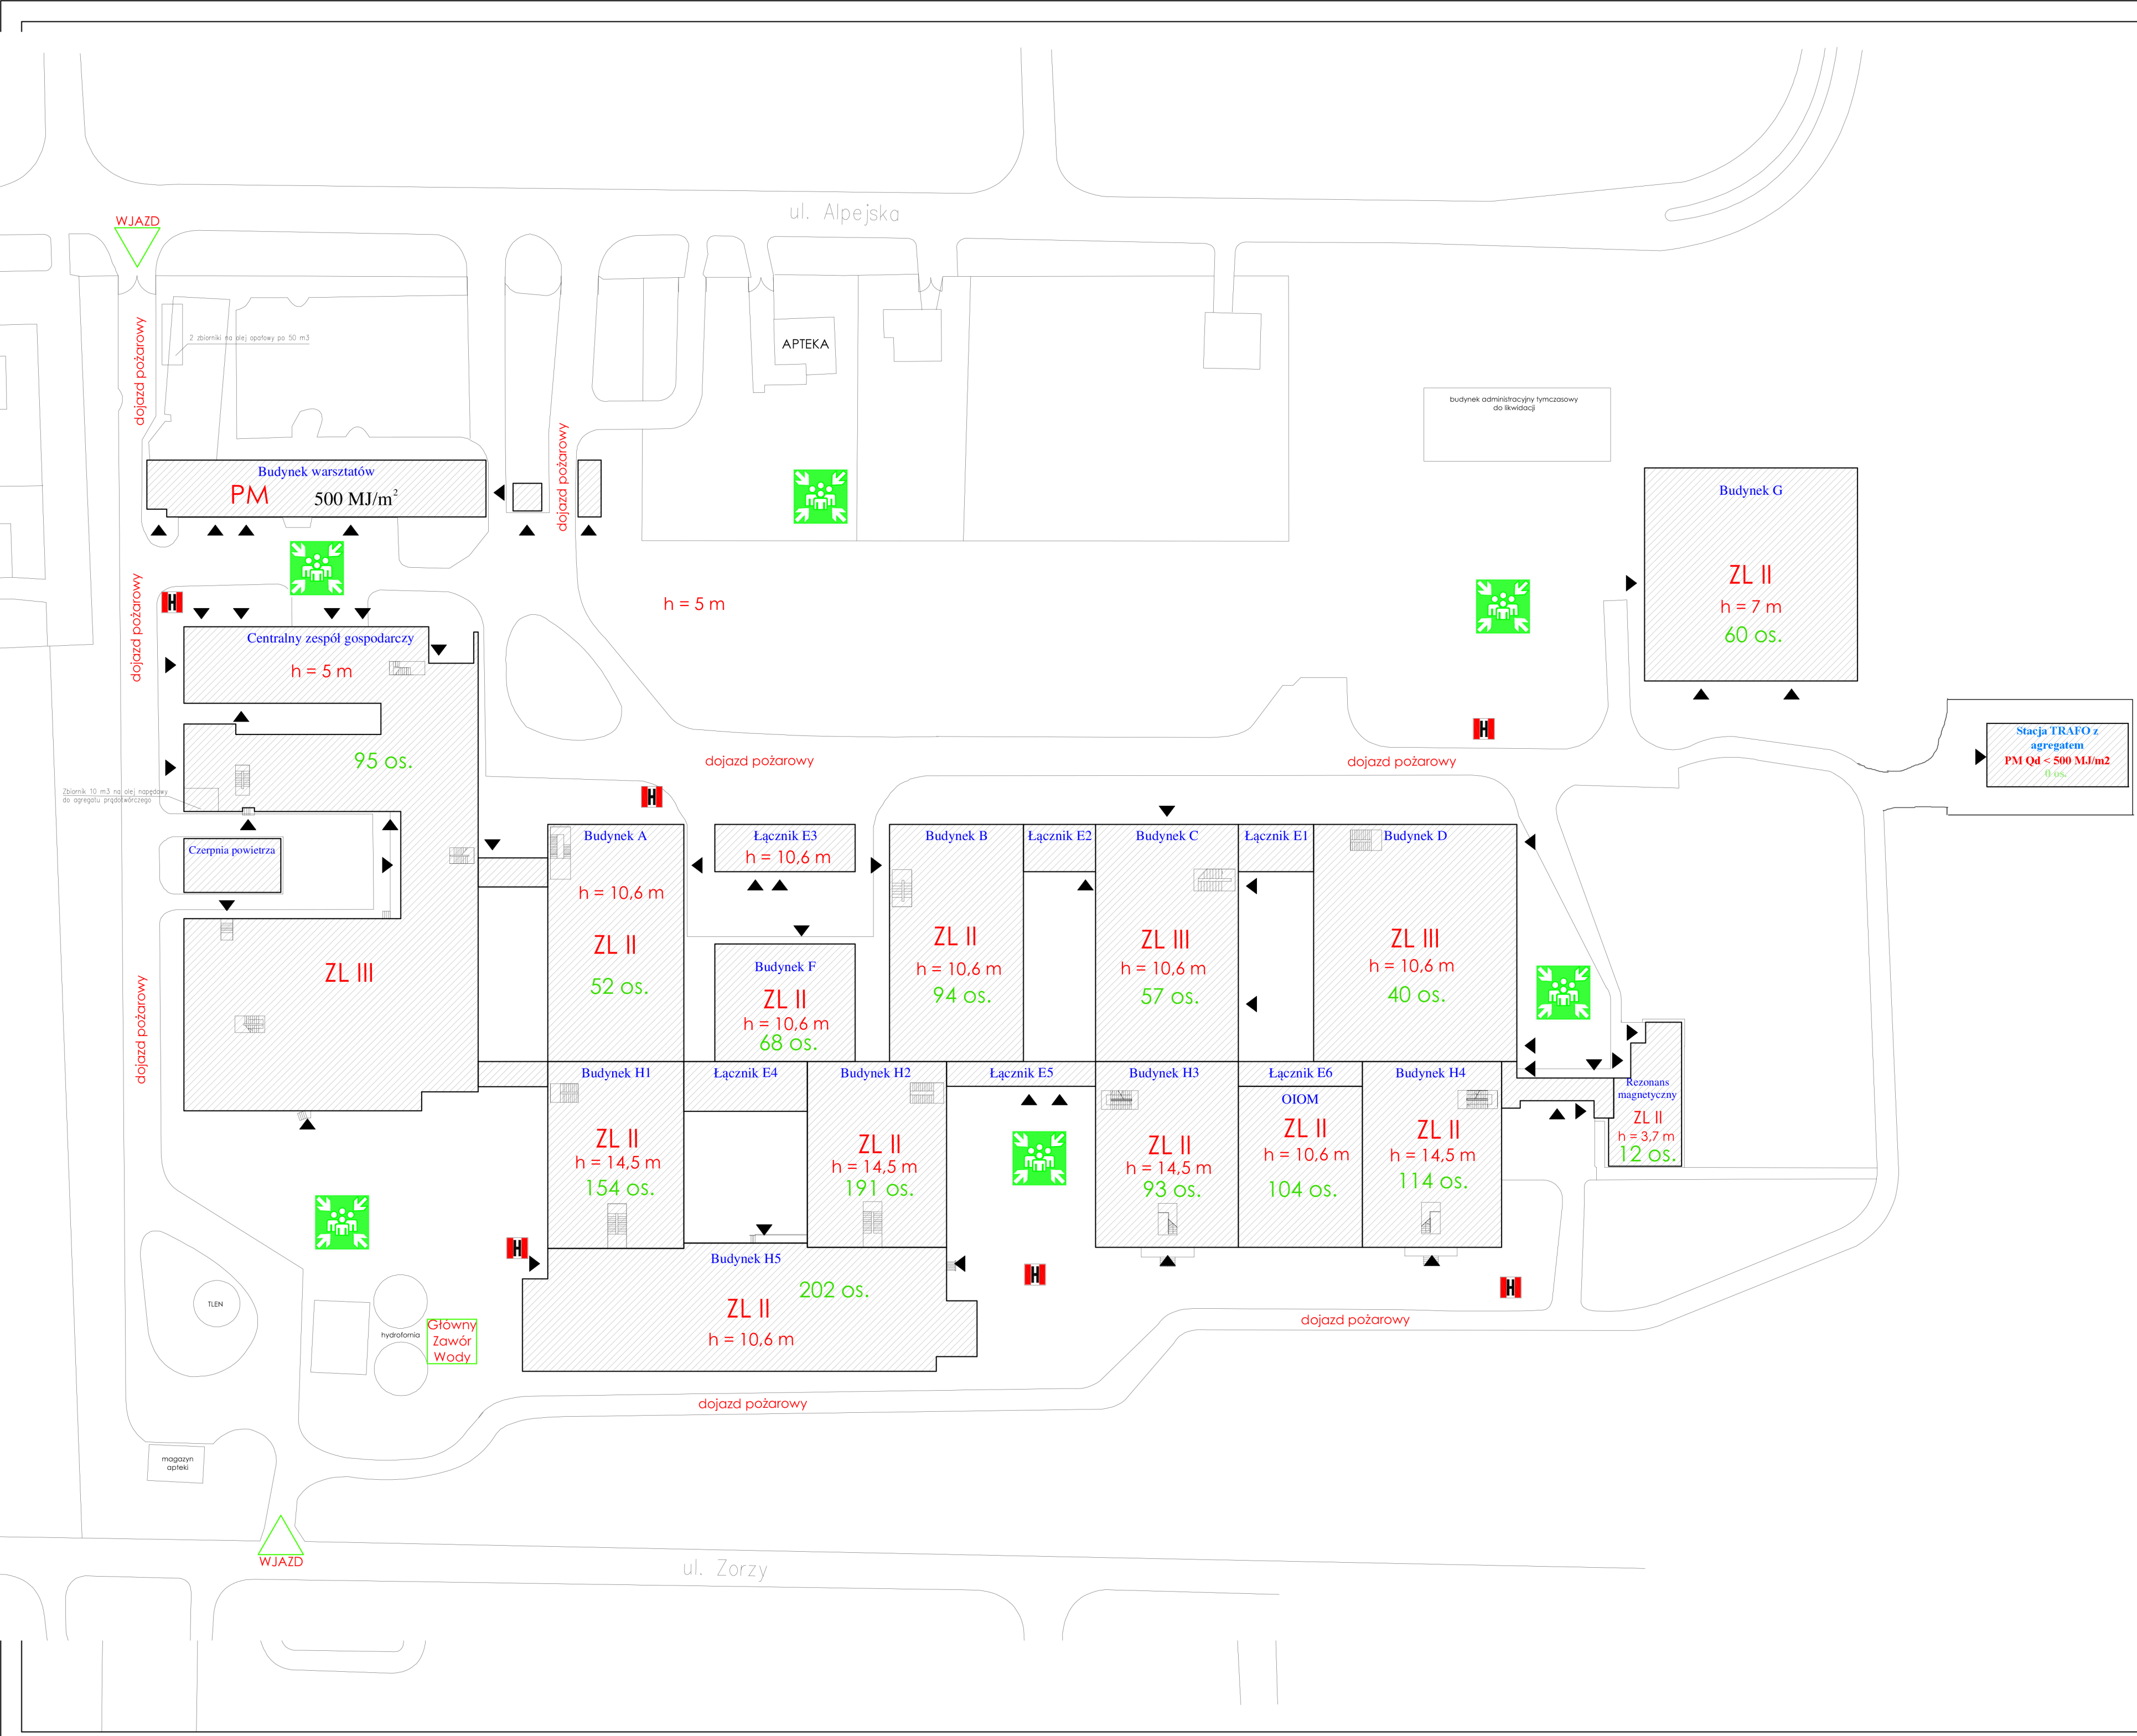 ul. Alpejska
WJAZD
dojazd pożarowy
2 zbiorniki na olej opałowy po 50 m3
APTEKA
budynek administracyjny tymczasowy
do likwidacji
Budynek warsztatów
PM 500 MJ/m²
dojazd pożarowy
Budynek G
ZL II
h = 7 m
60 os.
H
dojazd pożarowy
h = 5 m
Centralny zespół gospodarczy
h = 5 m
95 os.
Zbiornik 10 m3 na olej napędowy
do agregatu prądotwórczego
Czerpnia powietrza
ZL III
dojazd pożarowy
dojazd pożarowy
dojazd pożarowy
H
H
Stacja TRAFO z
agregatem
PM Qd < 500 MJ/m2
0 os.
Budynek A
h = 10,6 m
ZL II
52 os.
Łącznik E3
h = 10,6 m
Budynek F
ZL II
h = 10,6 m
68 os.
Budynek B
ZL II
h = 10,6 m
94 os.
Łącznik E2
Budynek C
ZL III
h = 10,6 m
57 os.
Łącznik E1
Budynek D
ZL III
h = 10,6 m
40 os.
Budynek H1
ZL II
h = 14,5 m
154 os.
Łącznik E4
Budynek H2
ZL II
h = 14,5 m
191 os.
Łącznik E5
Budynek H3
ZL II
h = 14,5 m
93 os.
Łącznik E6
OIOM
ZL II
h = 10,6 m
104 os.
Budynek H4
ZL II
h = 14,5 m
114 os.
Rezonans
magnetyczny
ZL II
h = 3,7 m
12 os.
H
H
H
Budynek H5
202 os.
ZL II
h = 10,6 m
TLEN
hydrofornia
Główny
Zawór
Wody
dojazd pożarowy
dojazd pożarowy
magazyn
apteki
WJAZD
ul. Zorzy